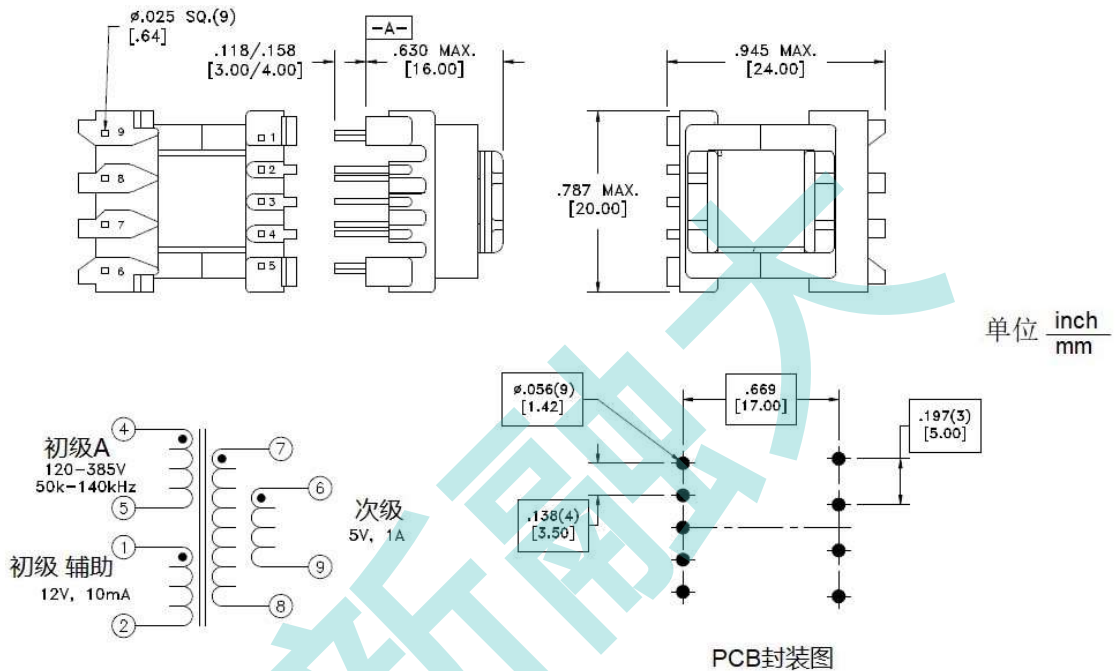 ø.025 SQ.(9)
[.64]
.118/.158
[3.00/4.00]
-A-
.630 MAX.
[16.00]
.945 MAX.
[24.00]
9
8
7
6
1
2
3
4
5
.787 MAX.
[20.00]
单位 inch
mm
4
初级A
120-385V
50k-140kHz
5
1
初级 辅助
12V, 10mA
2
7
6
次级
5V, 1A
9
8
ø.056(9)
[1.42]
.669
[17.00]
.197(3)
[5.00]
.138(4)
[3.50]
PCB封装图
新融大